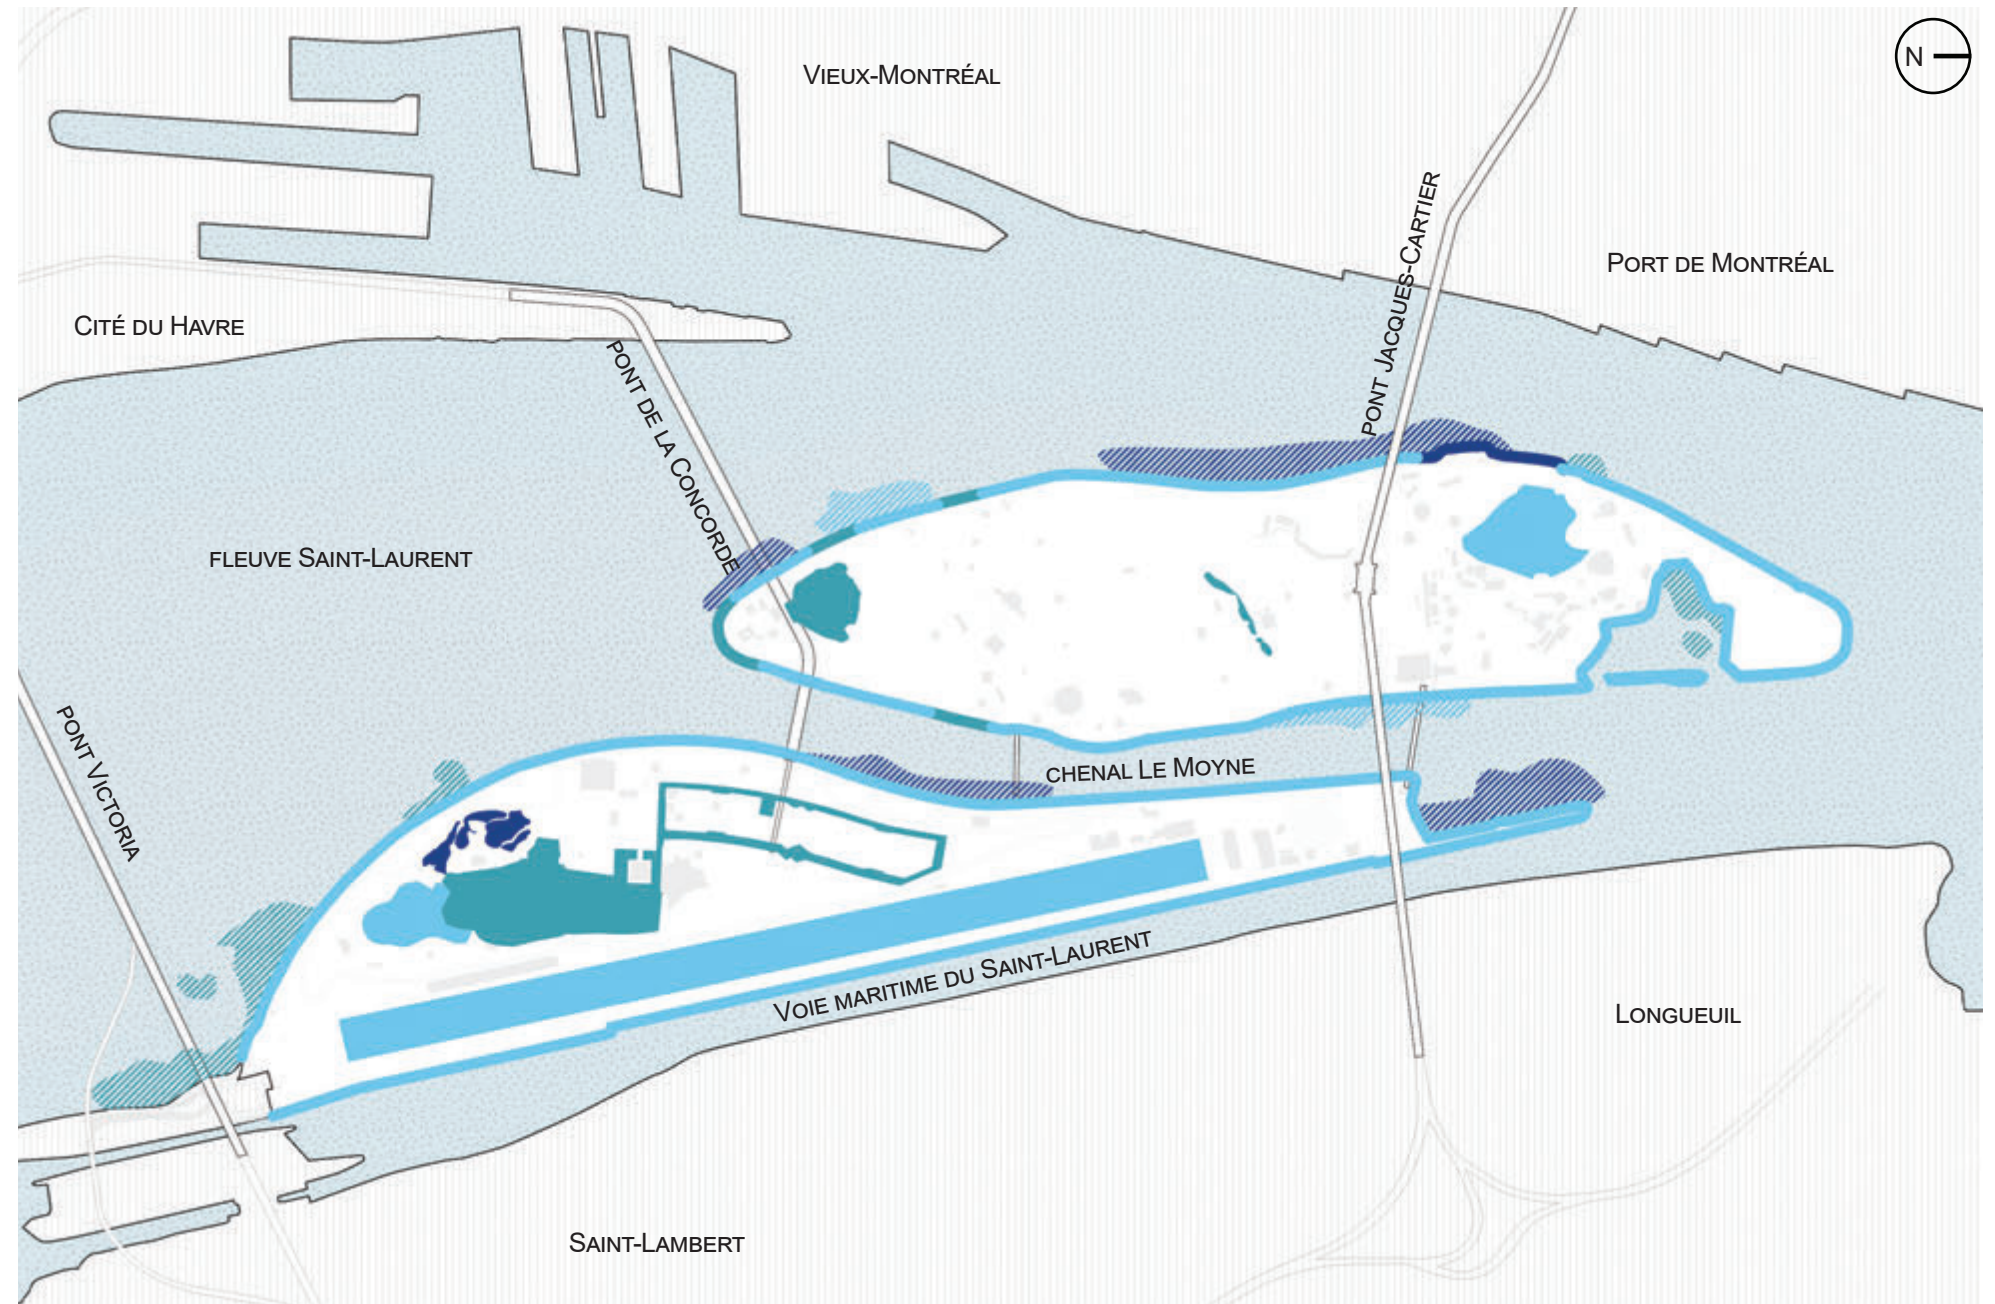 N
Vieux-Montréal
Port de Montréal
Cité du Havre
pont Jacques-Cartier
pont de la Concorde
fleuve Saint-Laurent
pont Victoria
chenal Le Moyne
Voie maritime du Saint-Laurent
Longueuil
Saint-Lambert